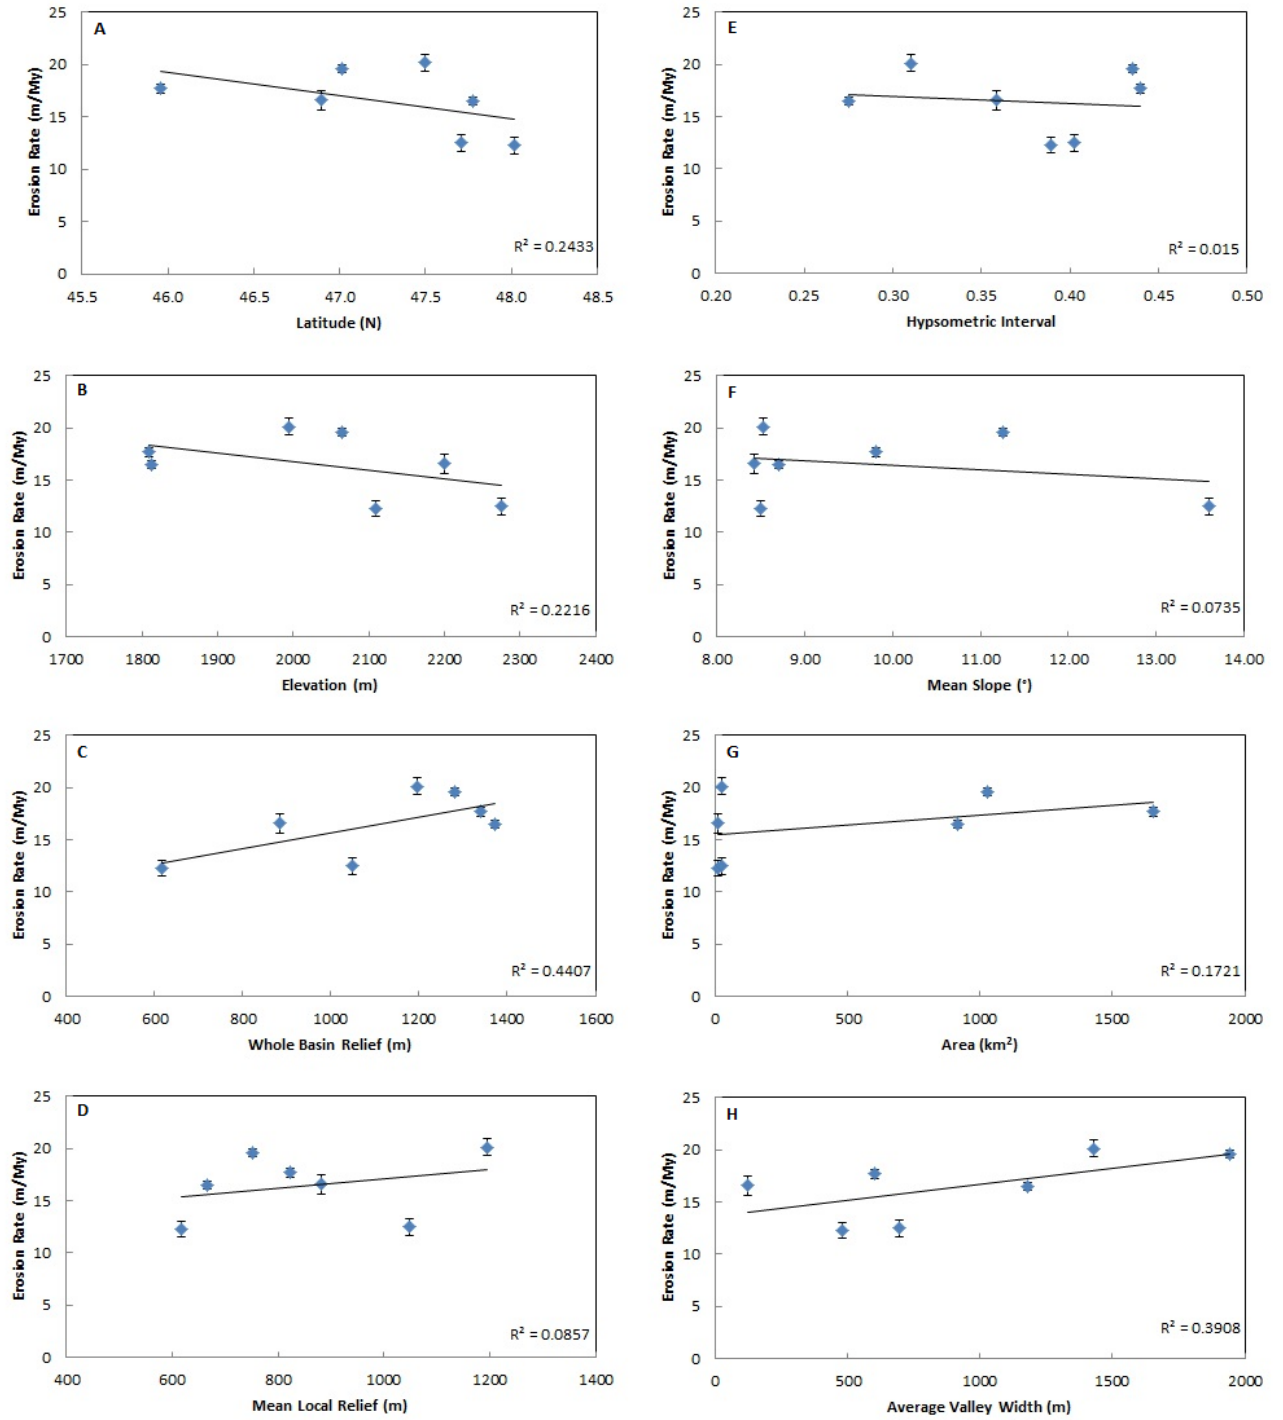 A
Erosion Rate (m/My)
25
20
15
10
5
0
R² = 0.2433
45.5 46.0 46.5 47.0 47.5 48.0 48.5
Latitude (N)
E
Erosion Rate (m/My)
25
20
15
10
5
0
R² = 0.015
0.20 0.25 0.30 0.35 0.40 0.45 0.50
Hypsometric Interval
B
Erosion Rate (m/My)
25
20
15
10
5
0
R² = 0.2216
1700 1800 1900 2000 2100 2200 2300 2400
Elevation (m)
F
Erosion Rate (m/My)
25
20
15
10
5
0
R² = 0.0735
8.00 9.00 10.00 11.00 12.00 13.00 14.00
Mean Slope (°)
C
Erosion Rate (m/My)
25
20
15
10
5
0
R² = 0.4407
400 600 800 1000 1200 1400 1600
Whole Basin Relief (m)
G
Erosion Rate (m/My)
25
20
15
10
5
0
R² = 0.1721
0 500 1000 1500 2000
Area (km²)
D
Erosion Rate (m/My)
25
20
15
10
5
0
R² = 0.0857
400 600 800 1000 1200 1400
Mean Local Relief (m)
H
Erosion Rate (m/My)
25
20
15
10
5
0
R² = 0.3908
0 500 1000 1500 2000
Average Valley Width (m)